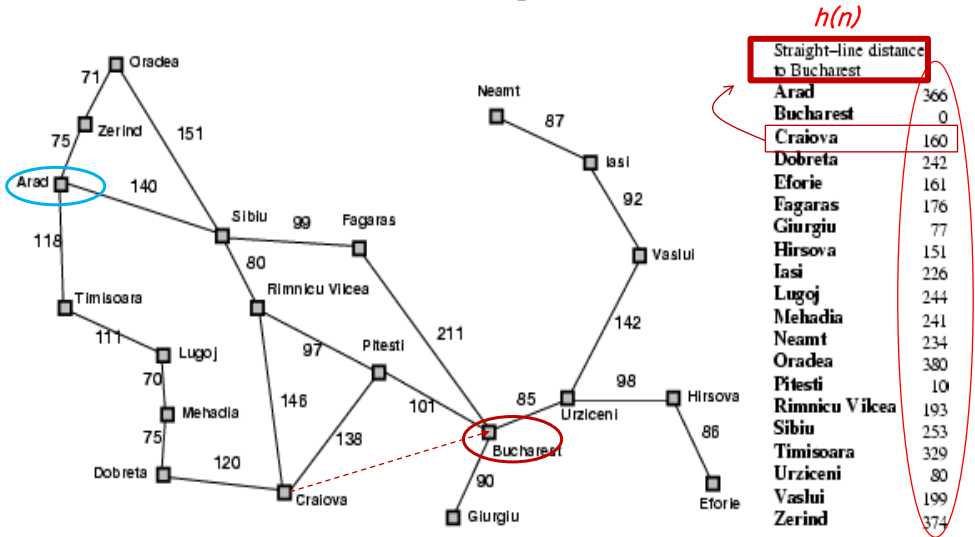 h(n)
Straight–line distance
to Bucharest
Arad 366
Bucharest 0
Craiova 160
Dobreta 242
Eforie 161
Fagaras 176
Giurgiu 77
Hirsova 151
Iasi 226
Lugoj 244
Mehadia 241
Neamt 234
Oradea 380
Pitesti 10
Rimnicu Vilcea 193
Sibiu 253
Timisoara 329
Urziceni 80
Vaslui 199
Zerind 374
Oradea
71
Neamt
87
Zerind
75
151
Iasi
Arad
140
92
Sibiu
99
Fagaras
118
80
Vaslui
Timisoara
Rimnicu Vilcea
142
111
Lugoj
97
Pitesti
211
70
98
Hirsova
146
101
85
Mehadia
Urziceni
75
138
86
Bucharest
Dobreta
120
90
Craiova
Eforie
Giurgiu